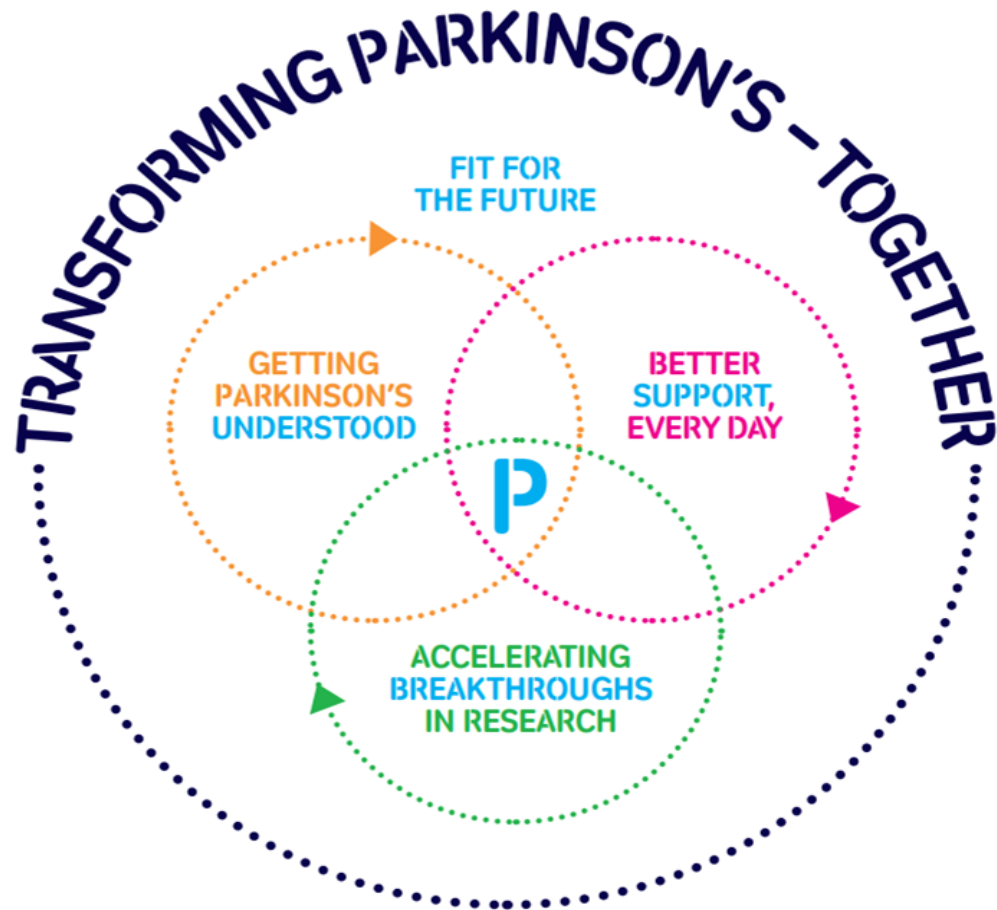 TRANSFORMING PARKINSON'S – TOGETHER
FIT FOR
THE FUTURE
GETTING
PARKINSON'S
UNDERSTOOD
BETTER
SUPPORT,
EVERY DAY
P
ACCELERATING
BREAKTHROUGHS
IN RESEARCH